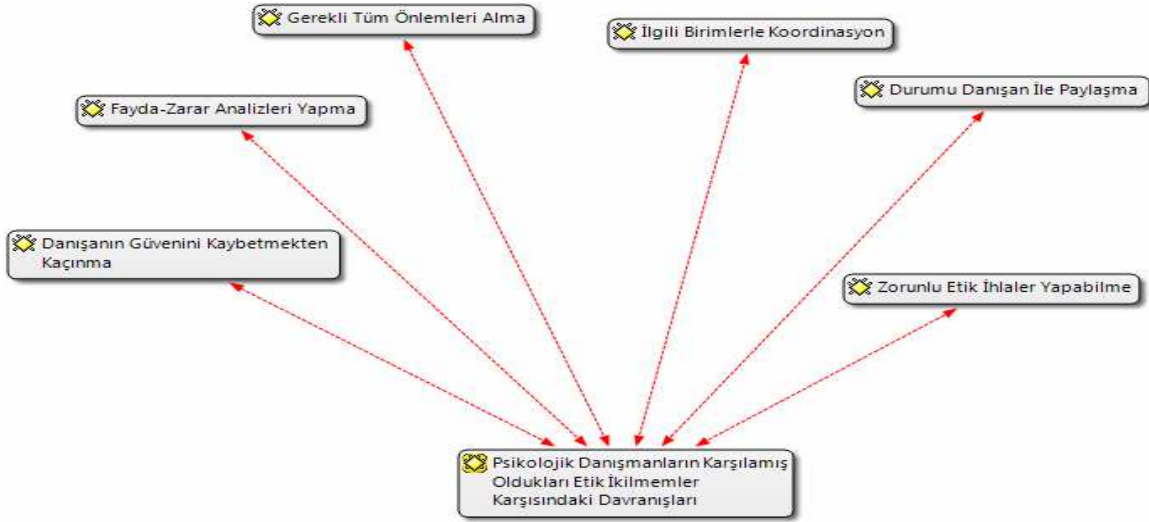 Gerekli Tüm Önlemleri Alma
İlgili Birimlerle Koordinasyon
Durumu Danışan İle Paylaşma
Fayda-Zarar Analizleri Yapma
Danışanın Güvenini Kaybetmekten
Kaçınma
Zorunlu Etik İhlaler Yapabilme
Psikolojik Danışmanların Karşılamış
Oldukları Etik İkilmemler
Karşısındaki Davranışları